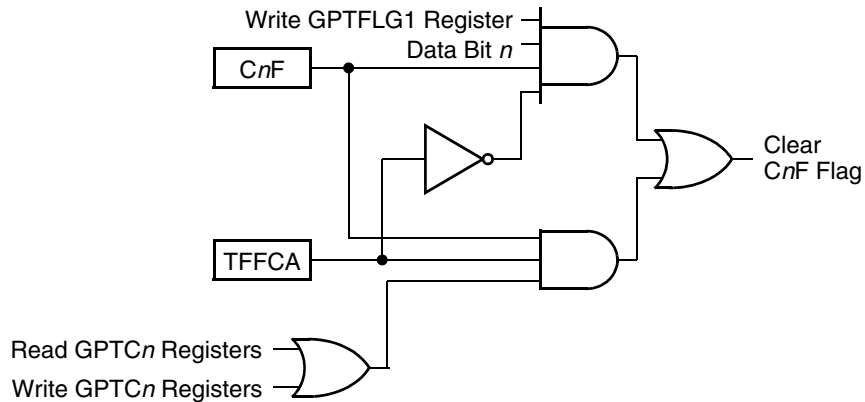 Write GPTFLG1 Register
Data Bit n
CnF
Clear
CnF Flag
TFFCA
Read GPTCn Registers
Write GPTCn Registers